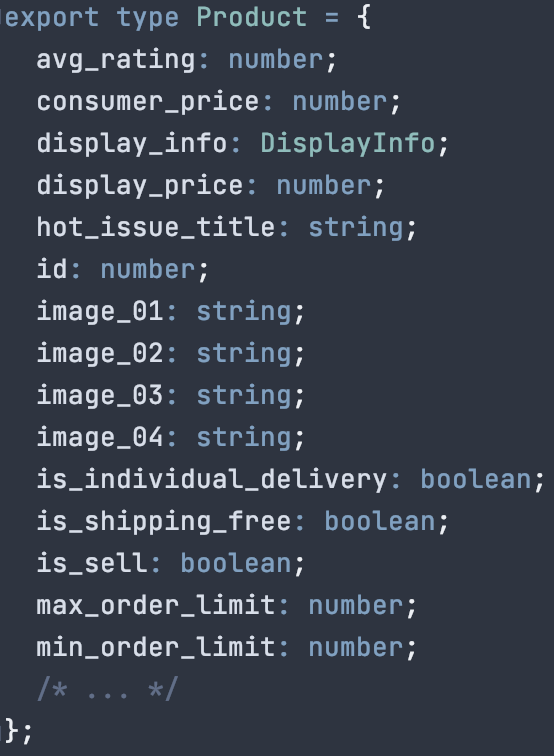 export type Product = {
avg_rating: number;
consumer_price: number;
display_info: DisplayInfo;
display_price: number;
hot_issue_title: string;
id: number;
image_01: string;
image_02: string;
image_03: string;
image_04: string;
is_individual_delivery: boolean;
is_shipping_free: boolean;
is_sell: boolean;
max_order_limit: number;
min_order_limit: number;
/* ... */
};